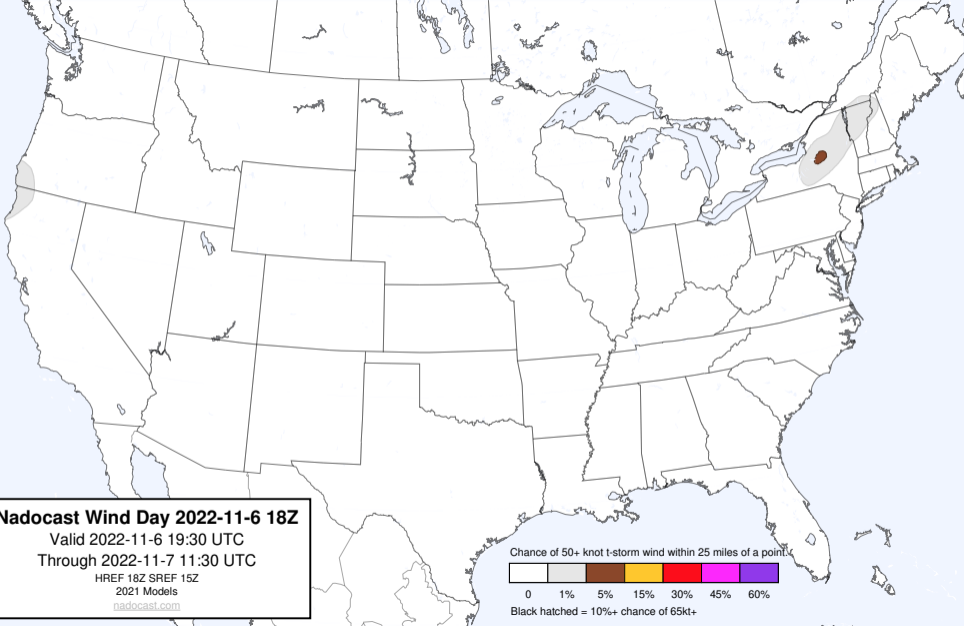 Nadocast Wind Day 2022-11-6 18Z
Valid 2022-11-6 19:30 UTC
Through 2022-11-7 11:30 UTC
HREF 18Z SREF 15Z
2021 Models
nadocast.com
Chance of 50+ knot t-storm wind within 25 miles of a point.
0 1% 5% 15% 30% 45% 60%
Black hatched = 10%+ chance of 65kt+